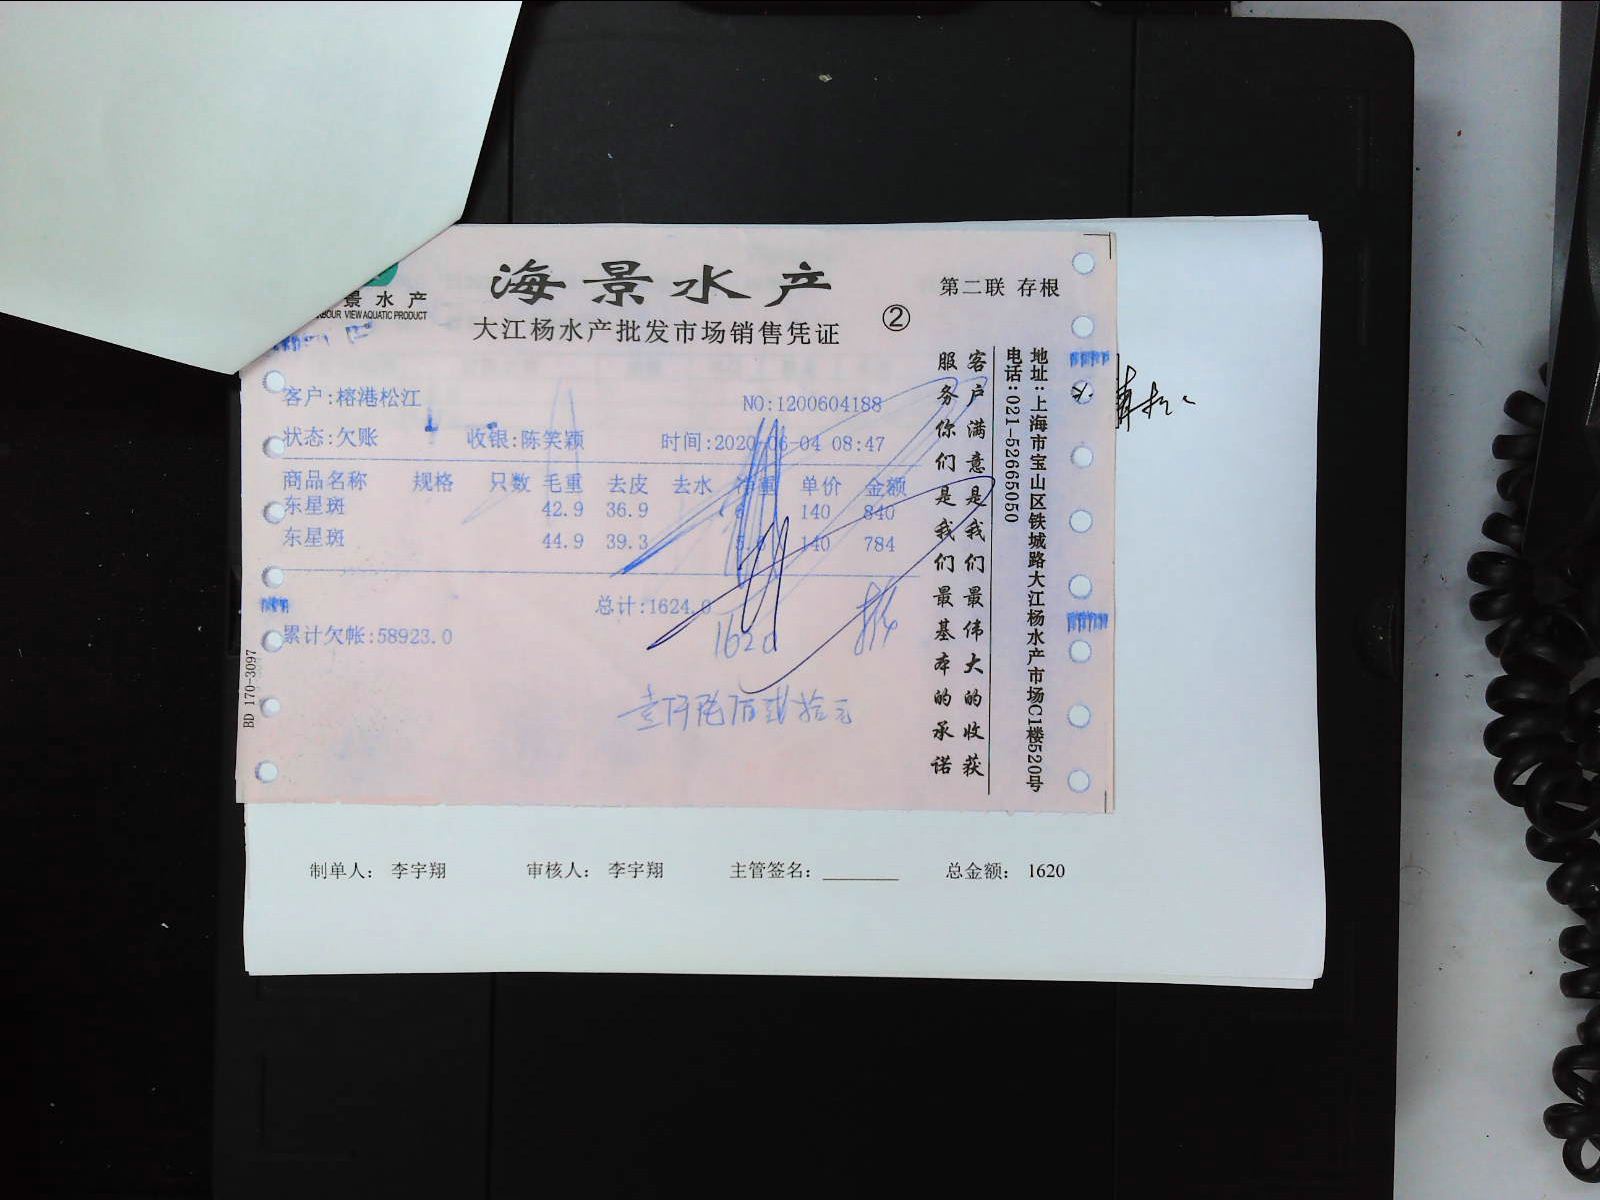 景水产
BOUR VIEW AQUATIC PRODUCT
海景水产
大江杨水产批发市场销售凭证
②
第二联 存根
客户:榕港松江
NO:1200604188
状态:欠账 收银:陈笑颖 时间:2020-06-04 08:47
商品名称 规格 只数 毛重 去皮 去水 净重 单价 金额
东星斑 42.9 36.9 6 140 840
东星斑 44.9 39.3 5.6 140 784
总计:1624.0
累计欠帐:58923.0
1620
壹仟陆佰贰拾元
客户满意是我们最伟大的收获
服务你们是我们最基本的承诺
地址:上海市宝山区铁城路大江杨水产市场C1楼520号
电话:021-52665050
BD 170-3097
制单人: 李宇翔 审核人: 李宇翔 主管签名: 总金额: 1620